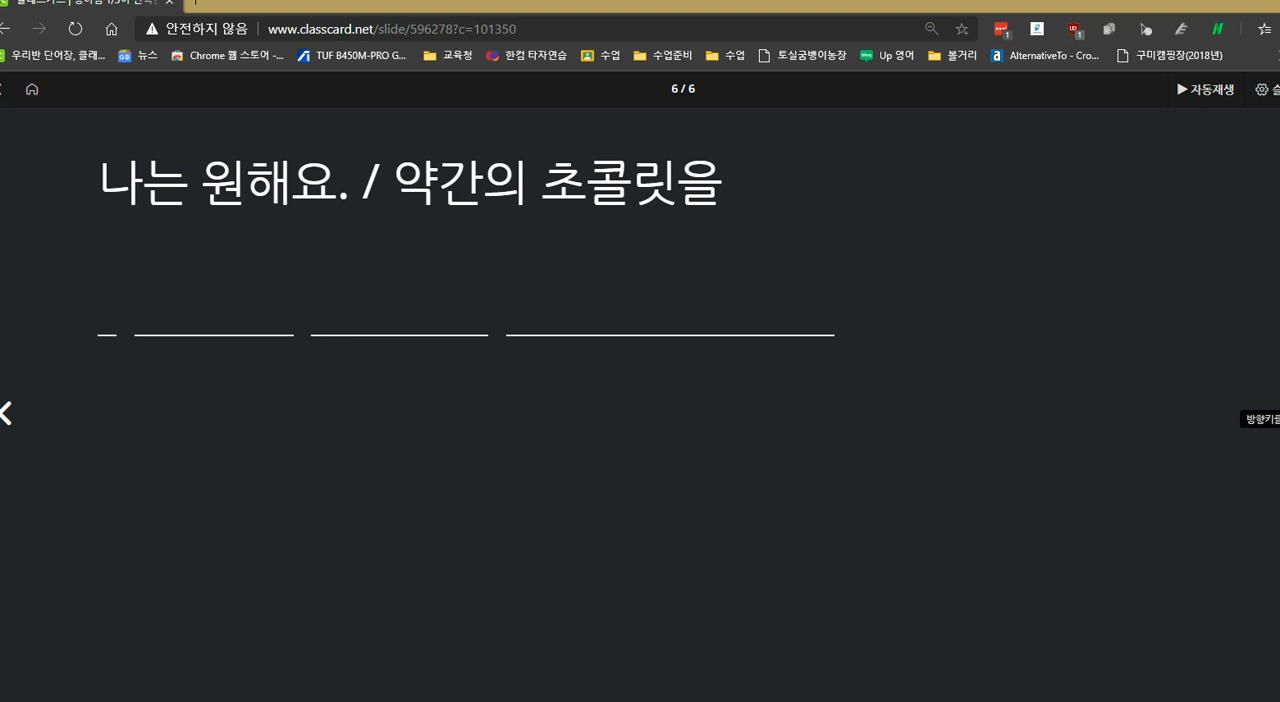 안전하지 않음 www.classcard.net/slide/596278?c=101350
우리반 단어장, 클래... 뉴스 Chrome 웹 스토어 -... TUF B450M-PRO G... 교육청 한컴 타자연습 수업 수업준비 수업 토실굼벵이농장 Up 영어 볼거리 AlternativeTo - Cro... 구미캠핑장(2018년)
6 / 6 ▶ 자동재생
나는 원해요. / 약간의 초콜릿을
방향키를